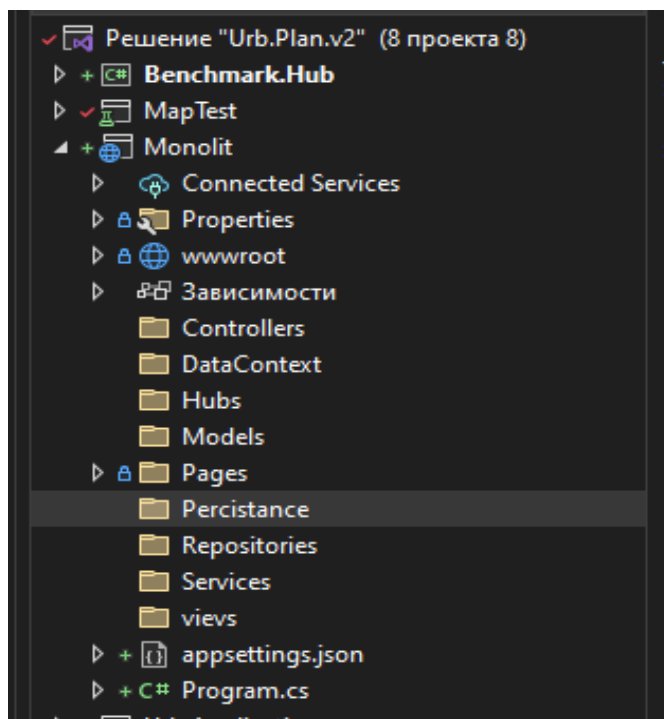 Решение "Urb.Plan.v2" (8 проекта 8)
C# Benchmark.Hub
MapTest
Monolit
Connected Services
Properties
wwwroot
Зависимости
Controllers
DataContext
Hubs
Models
Pages
Percistance
Repositories
Services
vievs
appsettings.json
C# Program.cs